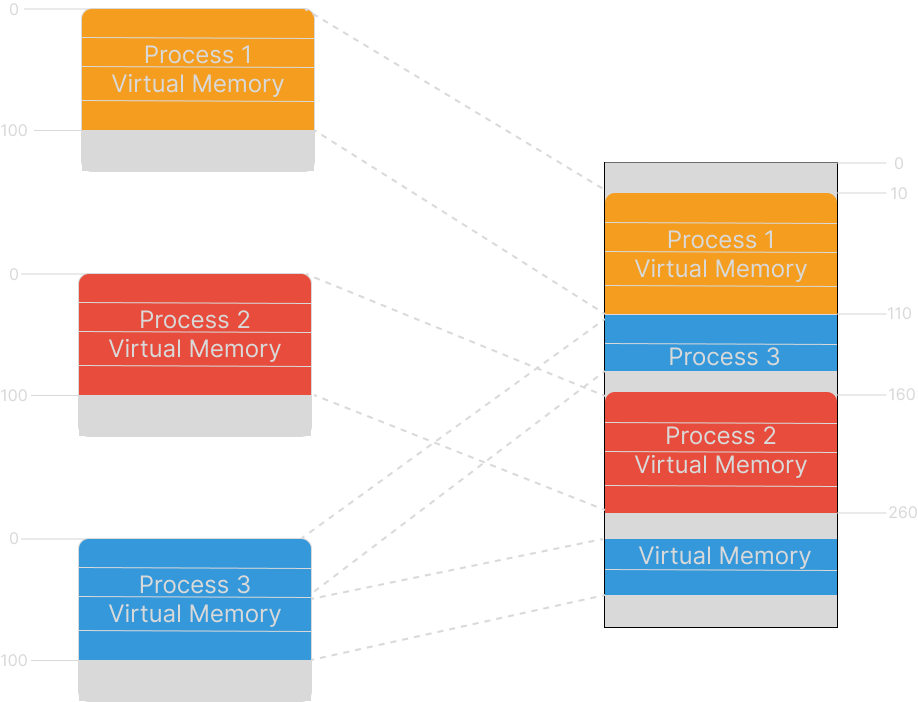 0
Process 1
Virtual Memory
100
0
Process 2
Virtual Memory
100
0
Process 3
Virtual Memory
100
0
10
Process 1
Virtual Memory
110
Process 3
160
Process 2
Virtual Memory
260
Virtual Memory